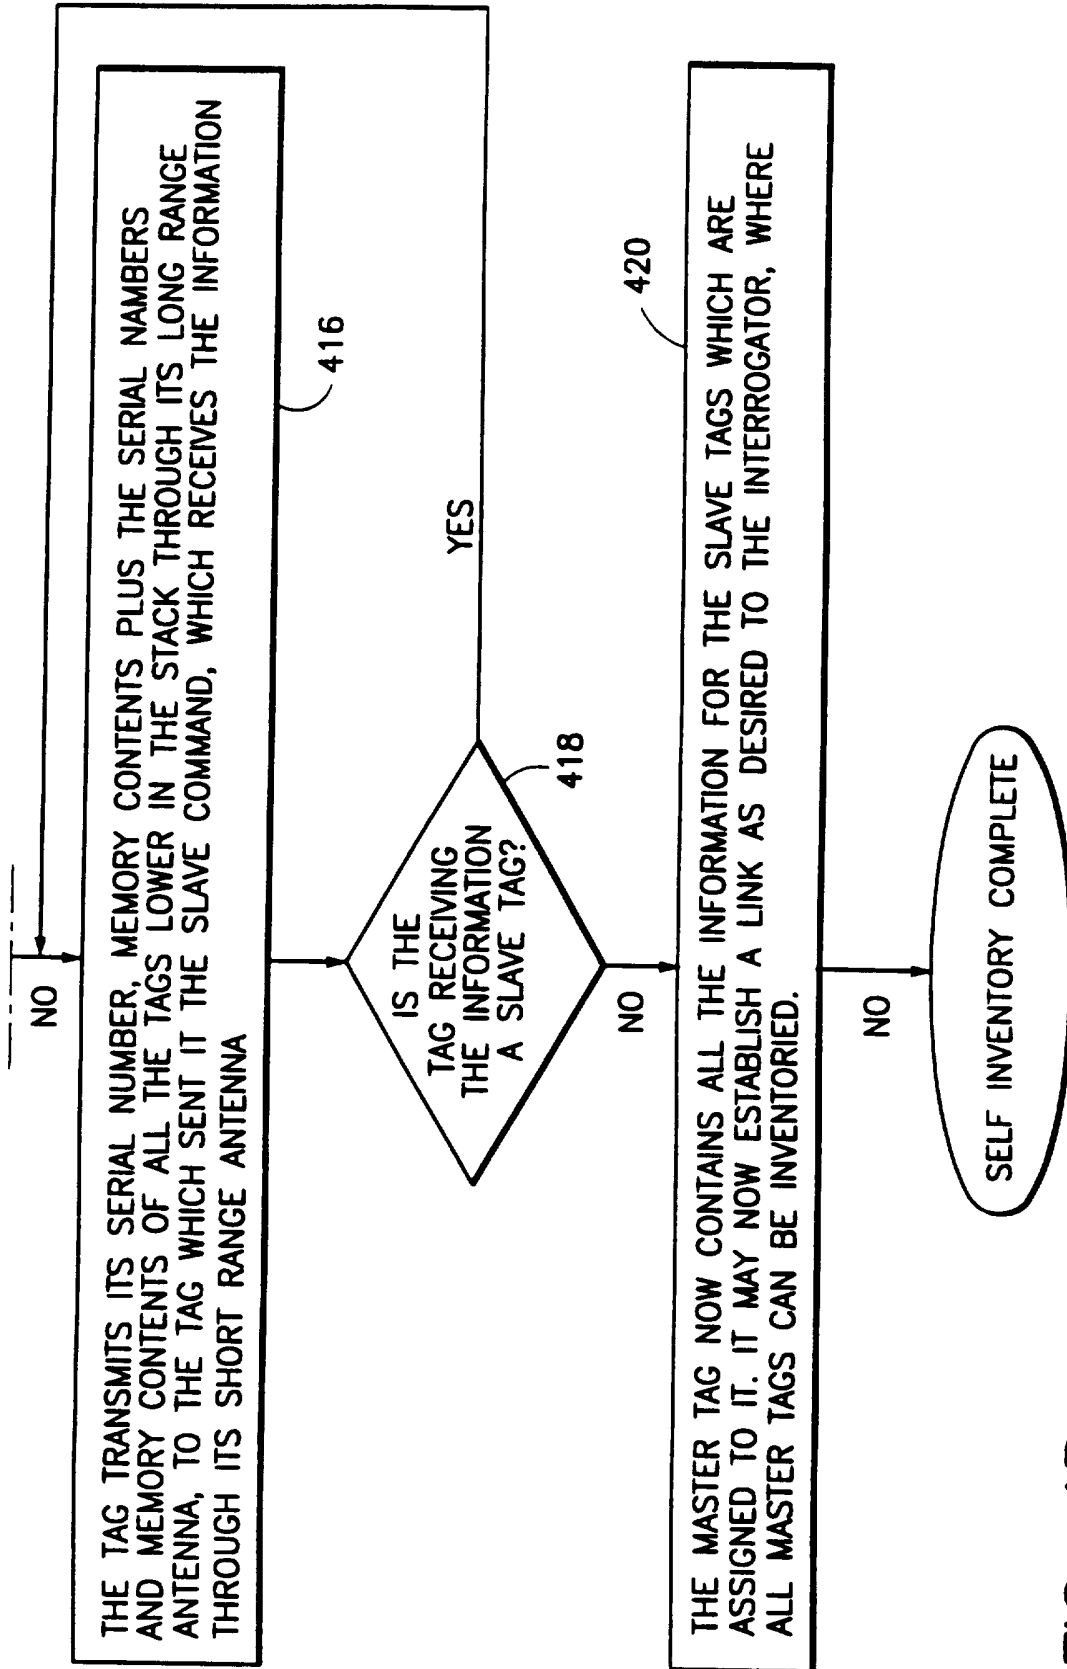 NO
THE TAG TRANSMITS ITS SERIAL NUMBER, MEMORY CONTENTS PLUS THE SERIAL NAMBERS
AND MEMORY CONTENTS OF ALL THE TAGS LOWER IN THE STACK THROUGH ITS LONG RANGE
ANTENNA, TO THE TAG WHICH SENT IT THE SLAVE COMMAND, WHICH RECEIVES THE INFORMATION
THROUGH ITS SHORT RANGE ANTENNA
416
IS THE
TAG RECEIVING
THE INFORMATION
A SLAVE TAG?
YES
418
NO
420
THE MASTER TAG NOW CONTAINS ALL THE INFORMATION FOR THE SLAVE TAGS WHICH ARE
ASSIGNED TO IT. IT MAY NOW ESTABLISH A LINK AS DESIRED TO THE INTERROGATOR, WHERE
ALL MASTER TAGS CAN BE INVENTORIED.
NO
SELF INVENTORY COMPLETE